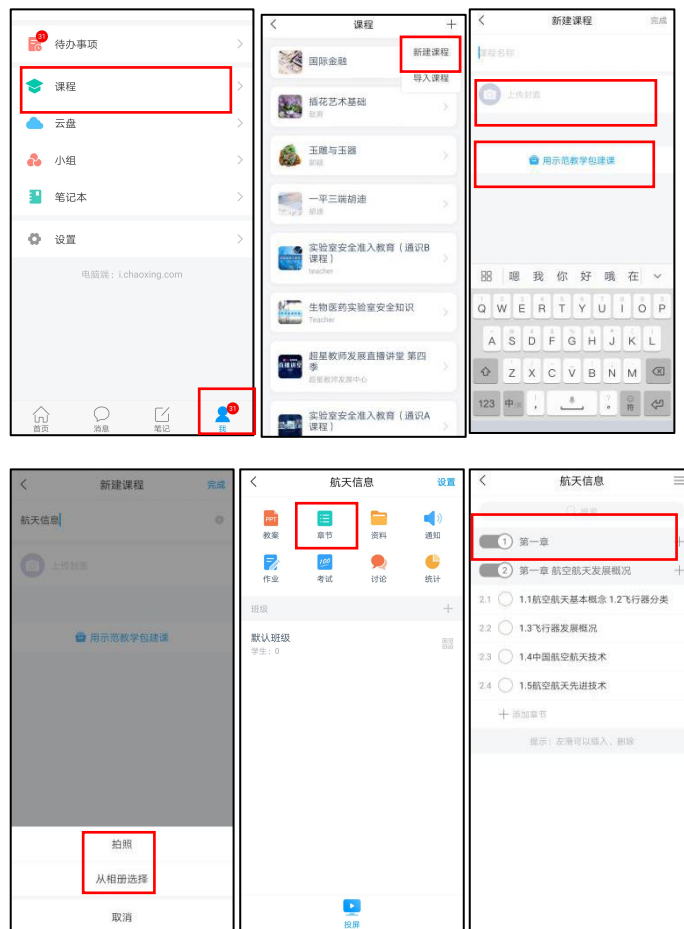 31
待办事项
课程
云盘
小组
笔记本
设置
电脑端：i.chaoxing.com
31
首页
消息
笔记
我
课程
国际金融
新建课程
导入课程
插花艺术基础
玉雕与玉器
一平三端胡迪
胡迪
实验室安全准入教育（通识B
课程）
teacher
生物医药实验室安全知识
Teacher
超星教师发展直播讲堂 第四
季
超星教师发展中心
实验室安全准入教育（通识A
课程）
新建课程
完成
课程名称
上传封面
用示范教学包建课
嗯 我 你 好 哦 在
Q W E R T Y U I O P
A S D F G H J K L
Z X C V B N M
123 中 ， 。 符
新建课程
完成
航天信息
上传封面
用示范教学包建课
拍照
从相册选择
取消
航天信息
设置
PPT
教案
章节
资料
通知
作业
100
考试
讨论
统计
班级
默认班级
学生：0
投屏
航天信息
搜索
1 第一章
2 第一章 航空航天发展概况
2.1 1.1航空航天基本概念 1.2飞行器分类
2.2 1.3飞行器发展概况
2.3 1.4中国航空航天技术
2.4 1.5航空航天先进技术
添加章节
提示：左滑可以插入、删除